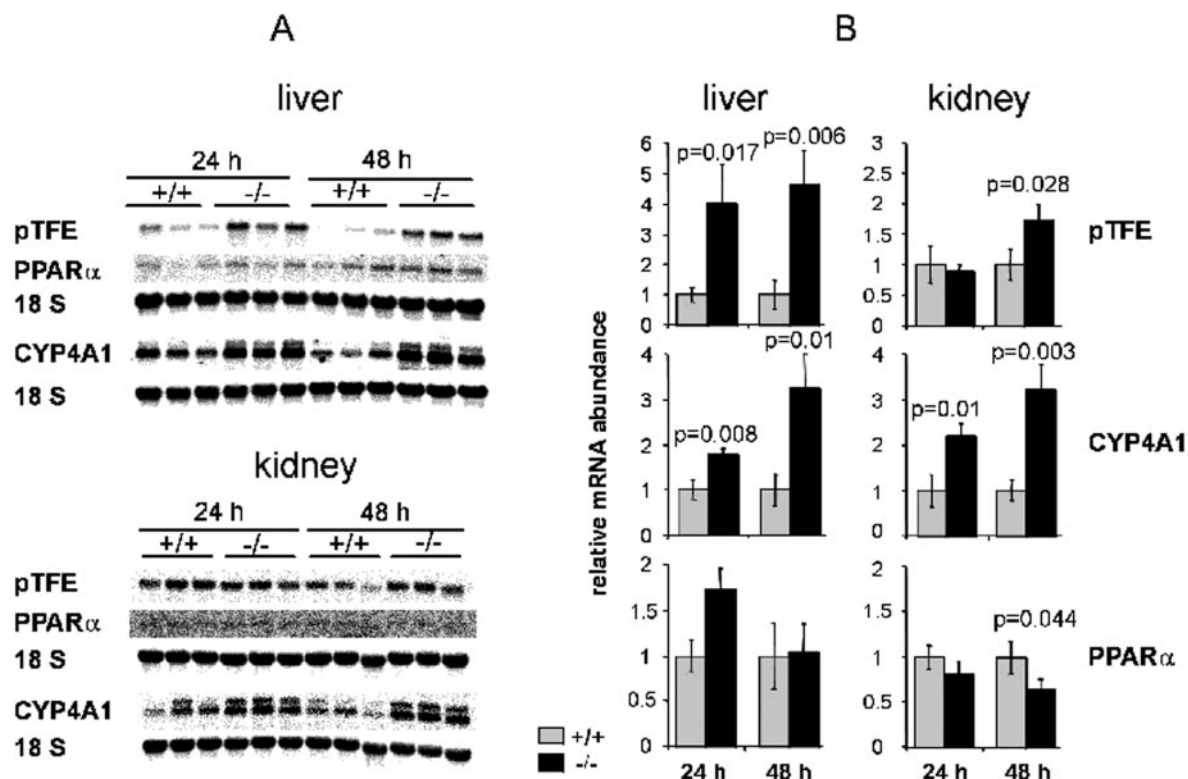 A
liver
24 h 48 h
+/+ -/- +/+ -/-
pTFE
PPARα
18 S
CYP4A1
18 S
kidney
24 h 48 h
+/+ -/- +/+ -/-
pTFE
PPARα
18 S
CYP4A1
18 S
B
liver kidney
relative mRNA abundance
6
5
4
3
2
1
0
p=0.017 p=0.006
3
2.5
2
1.5
1
0.5
0
p=0.028
pTFE
4
3
2
1
0
p=0.008 p=0.01
4
3
2
1
0
p=0.01 p=0.003
CYP4A1
2
1.5
1
0.5
0
2
1.5
1
0.5
0
p=0.044
PPARα
+/+
-/-
24 h 48 h 24 h 48 h